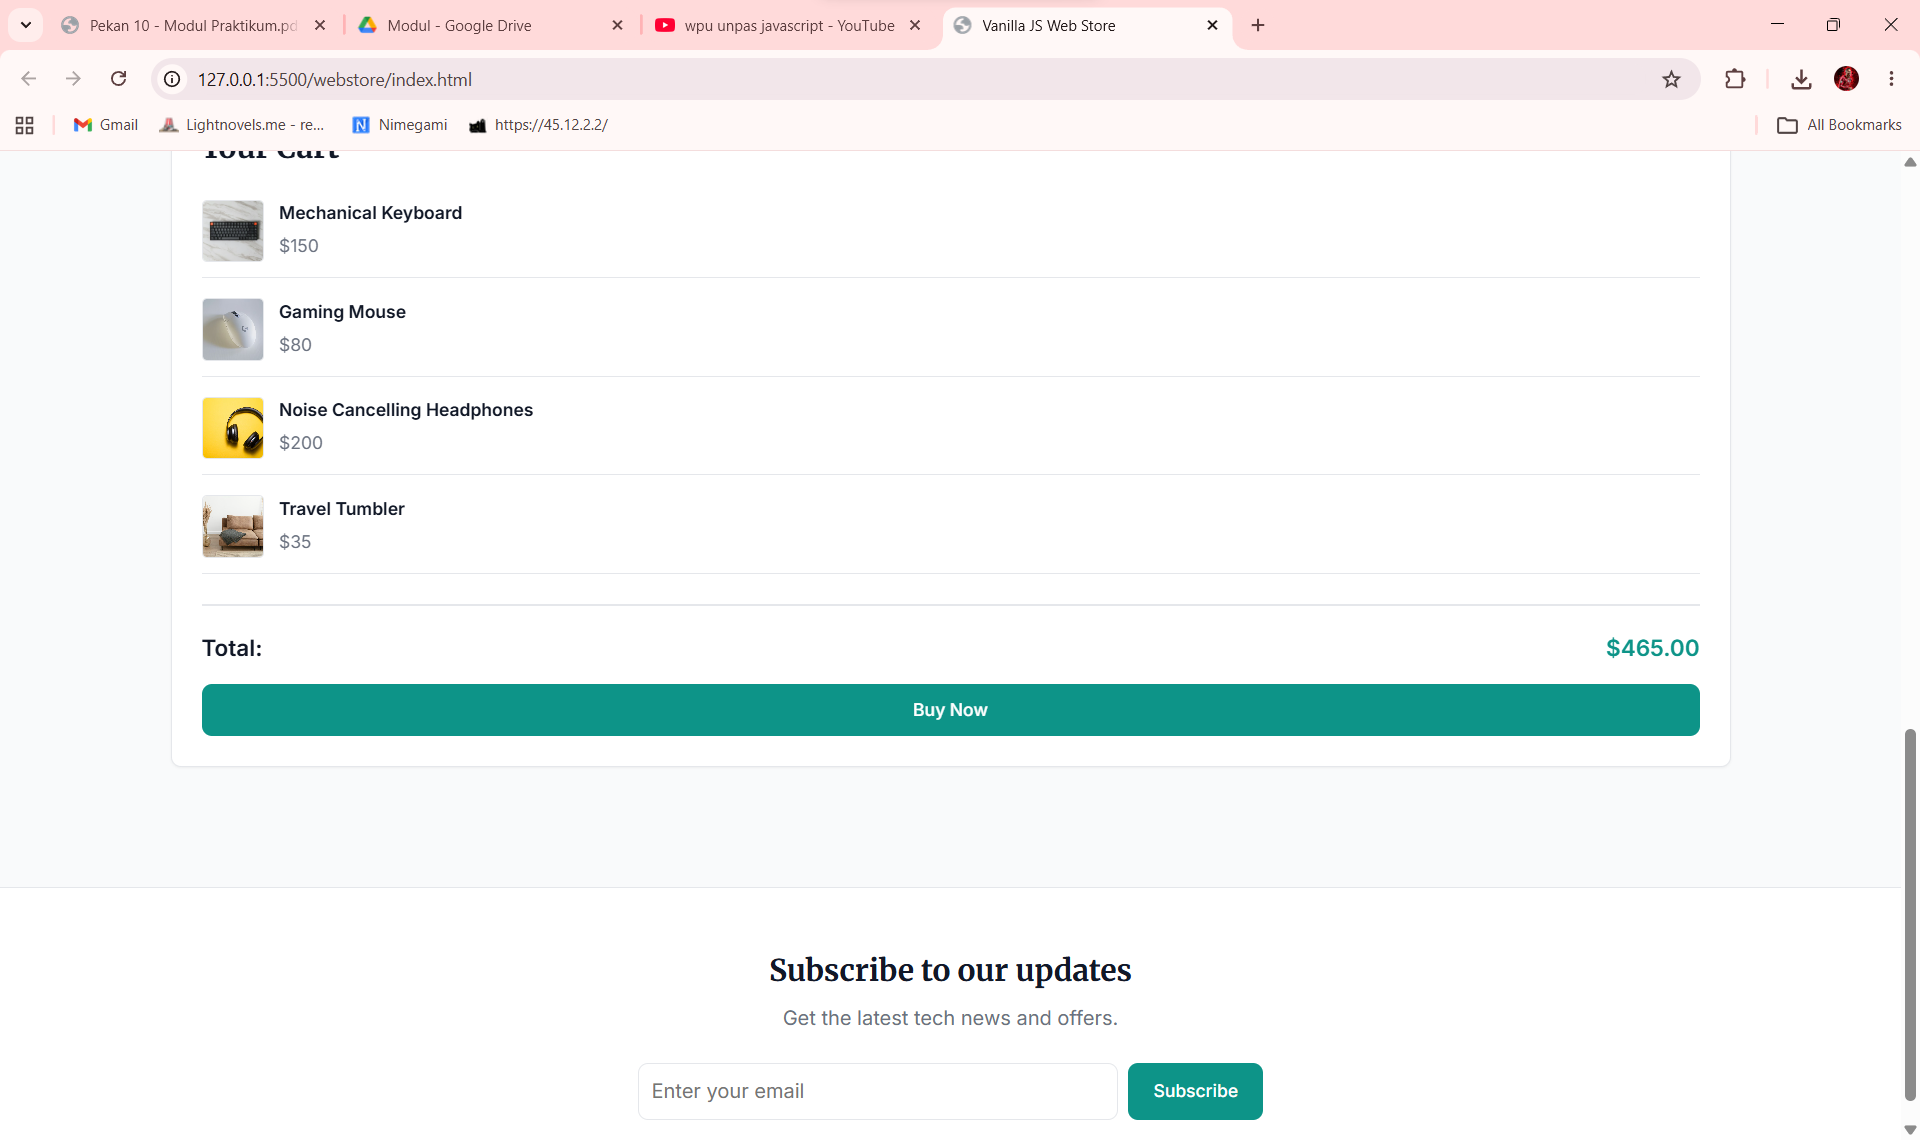 Pekan 10 - Modul Praktikum.pd
Modul - Google Drive
wpu unpas javascript - YouTube
Vanilla JS Web Store
127.0.0.1:5500/webstore/index.html
Gmail
Lightnovels.me - re...
Nimegami
https://45.12.2.2/
All Bookmarks
Your Cart
Mechanical Keyboard
$150
Gaming Mouse
$80
Noise Cancelling Headphones
$200
Travel Tumbler
$35
Total:
$465.00
Buy Now
Subscribe to our updates
Get the latest tech news and offers.
Enter your email
Subscribe